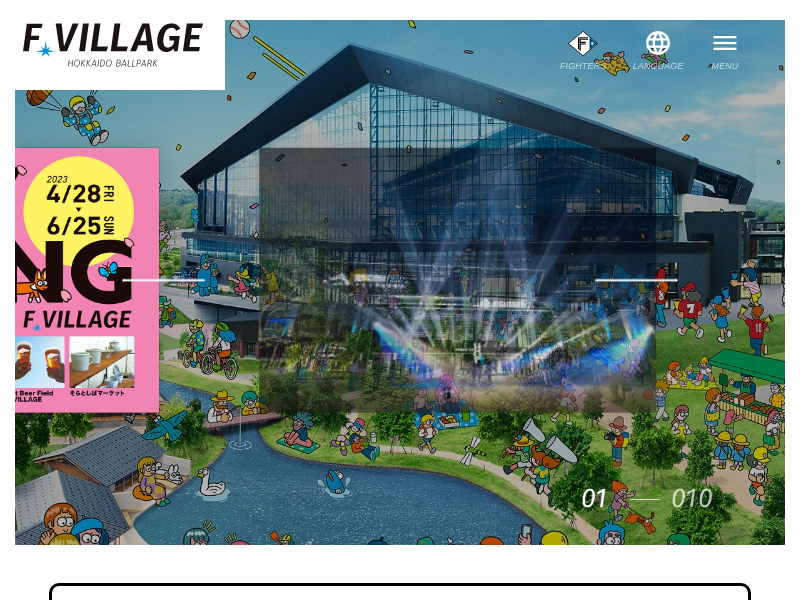 F VILLAGE
HOKKAIDO BALLPARK
FIGHTERS
LANGUAGE
MENU
2023
4/28 FRI
6/25 SUN
NG
F VILLAGE
t Beer Field
VILLAGE
そらとしばマーケット
01
010